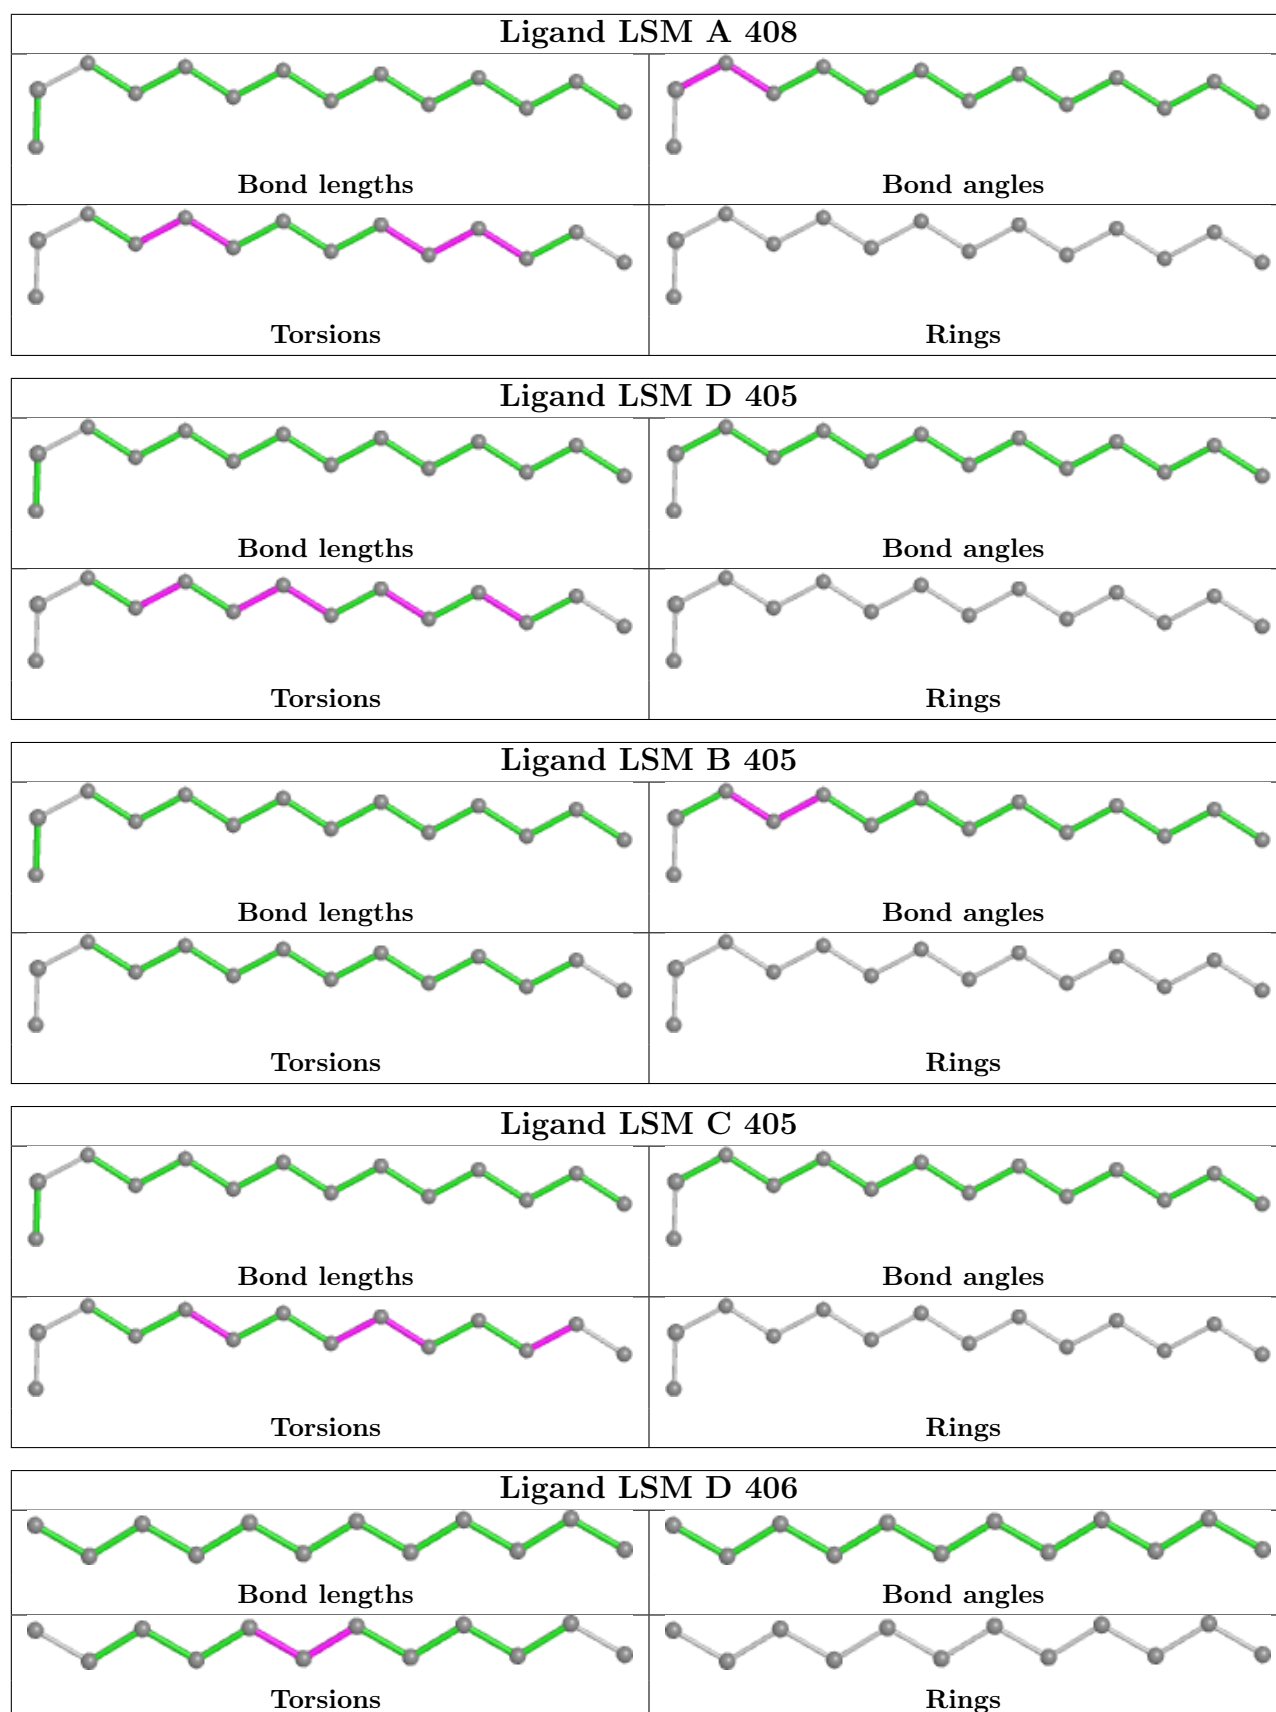 Ligand LSM A 408
Bond lengths
Bond angles
Torsions
Rings
Ligand LSM D 405
Bond lengths
Bond angles
Torsions
Rings
Ligand LSM B 405
Bond lengths
Bond angles
Torsions
Rings
Ligand LSM C 405
Bond lengths
Bond angles
Torsions
Rings
Ligand LSM D 406
Bond lengths
Bond angles
Torsions
Rings